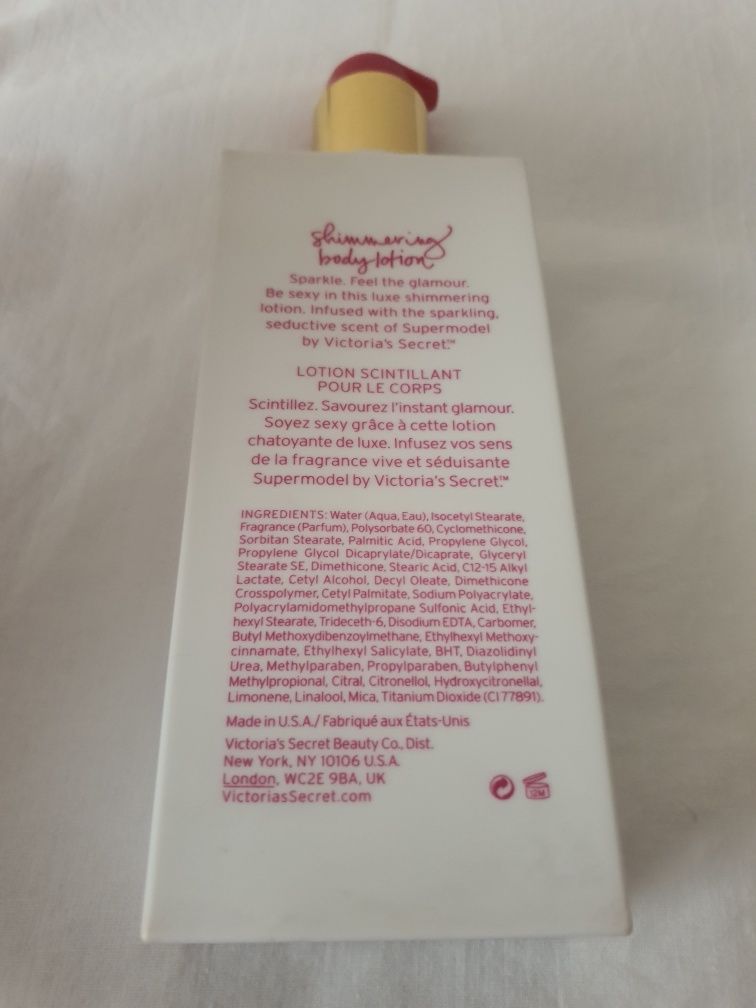 shimmering
body lotion
Sparkle. Feel the glamour.
Be sexy in this luxe shimmering
lotion. Infused with the sparkling,
seductive scent of Supermodel
by Victoria's Secret.™
LOTION SCINTILLANT
POUR LE CORPS
Scintillez. Savourez l'instant glamour.
Soyez sexy grâce à cette lotion
chatoyante de luxe. Infusez vos sens
de la fragrance vive et séduisante
Supermodel by Victoria's Secret.™
INGREDIENTS: Water (Aqua, Eau), Isocetyl Stearate,
Fragrance (Parfum), Polysorbate 60, Cyclomethicone,
Sorbitan Stearate, Palmitic Acid, Propylene Glycol,
Propylene Glycol Dicaprylate/Dicaprate, Glyceryl
Stearate SE, Dimethicone, Stearic Acid, C12-15 Alkyl
Lactate, Cetyl Alcohol, Decyl Oleate, Dimethicone
Crosspolymer, Cetyl Palmitate, Sodium Polyacrylate,
Polyacrylamidomethylpropane Sulfonic Acid, Ethyl-
hexyl Stearate, Trideceth-6, Disodium EDTA, Carbomer,
Butyl Methoxydibenzoylmethane, Ethylhexyl Methoxy-
cinnamate, Ethylhexyl Salicylate, BHT, Diazolidinyl
Urea, Methylparaben, Propylparaben, Butylphenyl
Methylpropional, Citral, Citronellol, Hydroxycitronellal,
Limonene, Linalool, Mica, Titanium Dioxide (CI 77891).
Made in U.S.A./ Fabriqué aux États-Unis
Victoria's Secret Beauty Co., Dist.
New York, NY 10106 U.S.A.
London, WC2E 9BA, UK
VictoriasSecret.com
12M